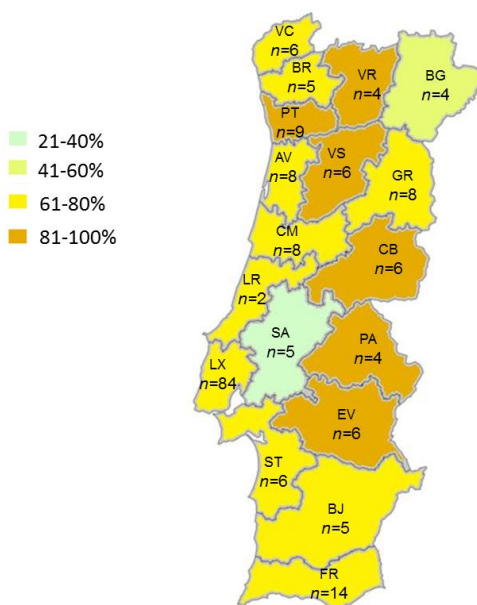 VC
n=6
BR
n=5
VR
n=4
BG
n=4
PT
n=9
21-40%
41-60%
61-80%
81-100%
AV
n=8
VS
n=6
GR
n=8
CM
n=8
CB
n=6
LR
n=2
SA
n=5
PA
n=4
LX
n=84
EV
n=6
ST
n=6
BJ
n=5
FR
n=14